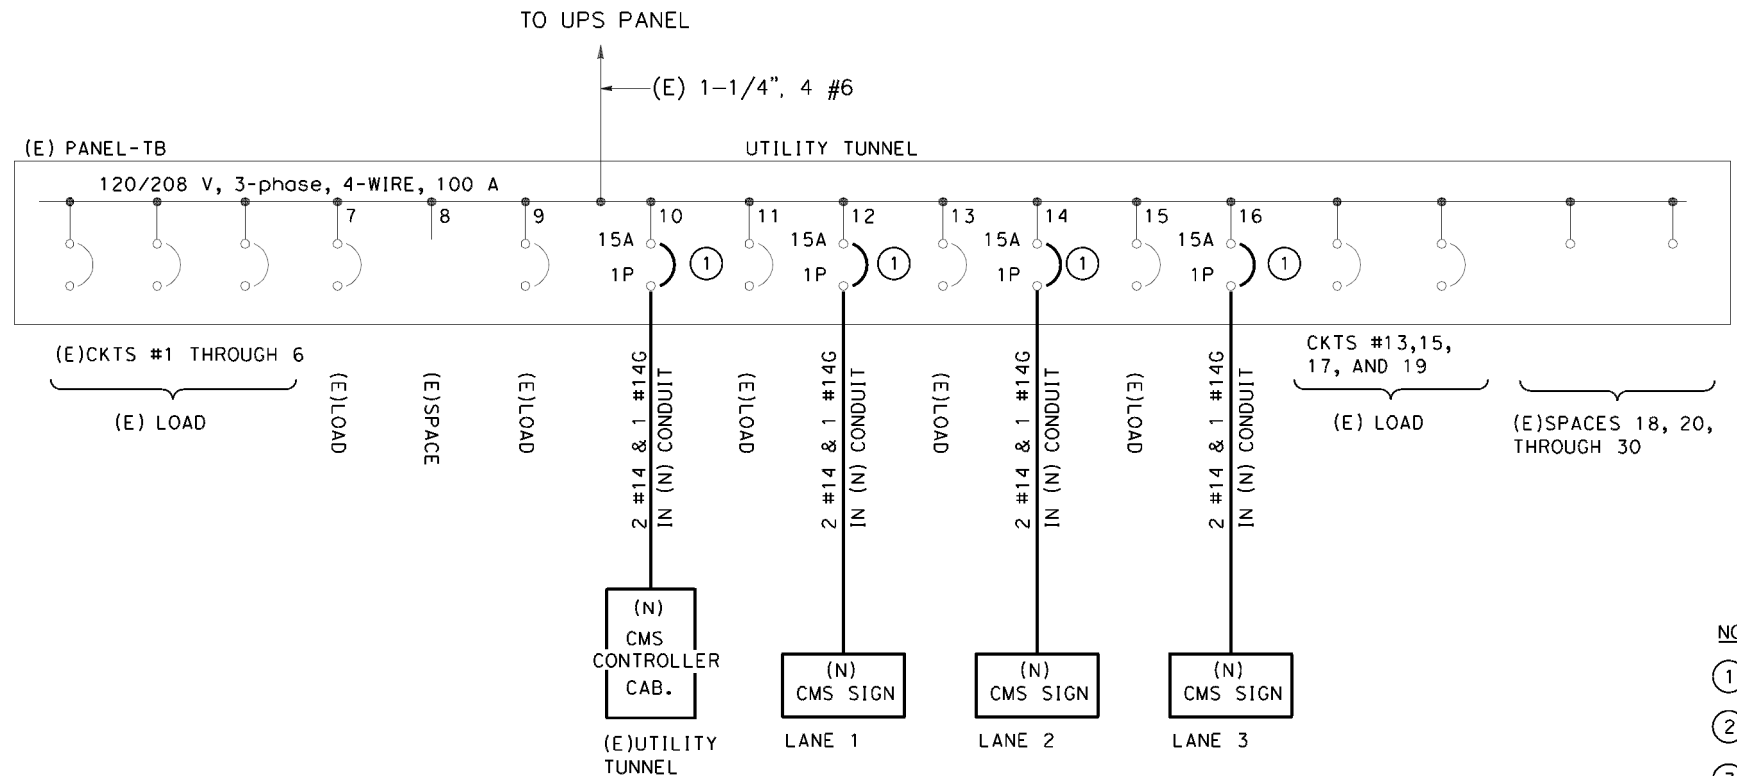 TO UPS PANEL
(E) 1-1/4", 4 #6
(E) PANEL-TB
UTILITY TUNNEL
120/208 V, 3-phase, 4-WIRE, 100 A
7
8
9
10
11
12
13
14
15
16
15A
1P
1
15A
1P
1
15A
1P
1
15A
1P
1
(E)CKTS #1 THROUGH 6
(E) LOAD
(E)LOAD
(E)SPACE
(E)LOAD
2 #14 & 1 #14G
IN (N) CONDUIT
(E)LOAD
2 #14 & 1 #14G
IN (N) CONDUIT
(E)LOAD
2 #14 & 1 #14G
IN (N) CONDUIT
(E)LOAD
2 #14 & 1 #14G
IN (N) CONDUIT
CKTS #13,15,
17, AND 19
(E) LOAD
(E)SPACES 18, 20,
THROUGH 30
(N)
CMS
CONTROLLER
CAB.
(E)UTILITY
TUNNEL
(N)
CMS SIGN
LANE 1
(N)
CMS SIGN
LANE 2
(N)
CMS SIGN
LANE 3
1
2